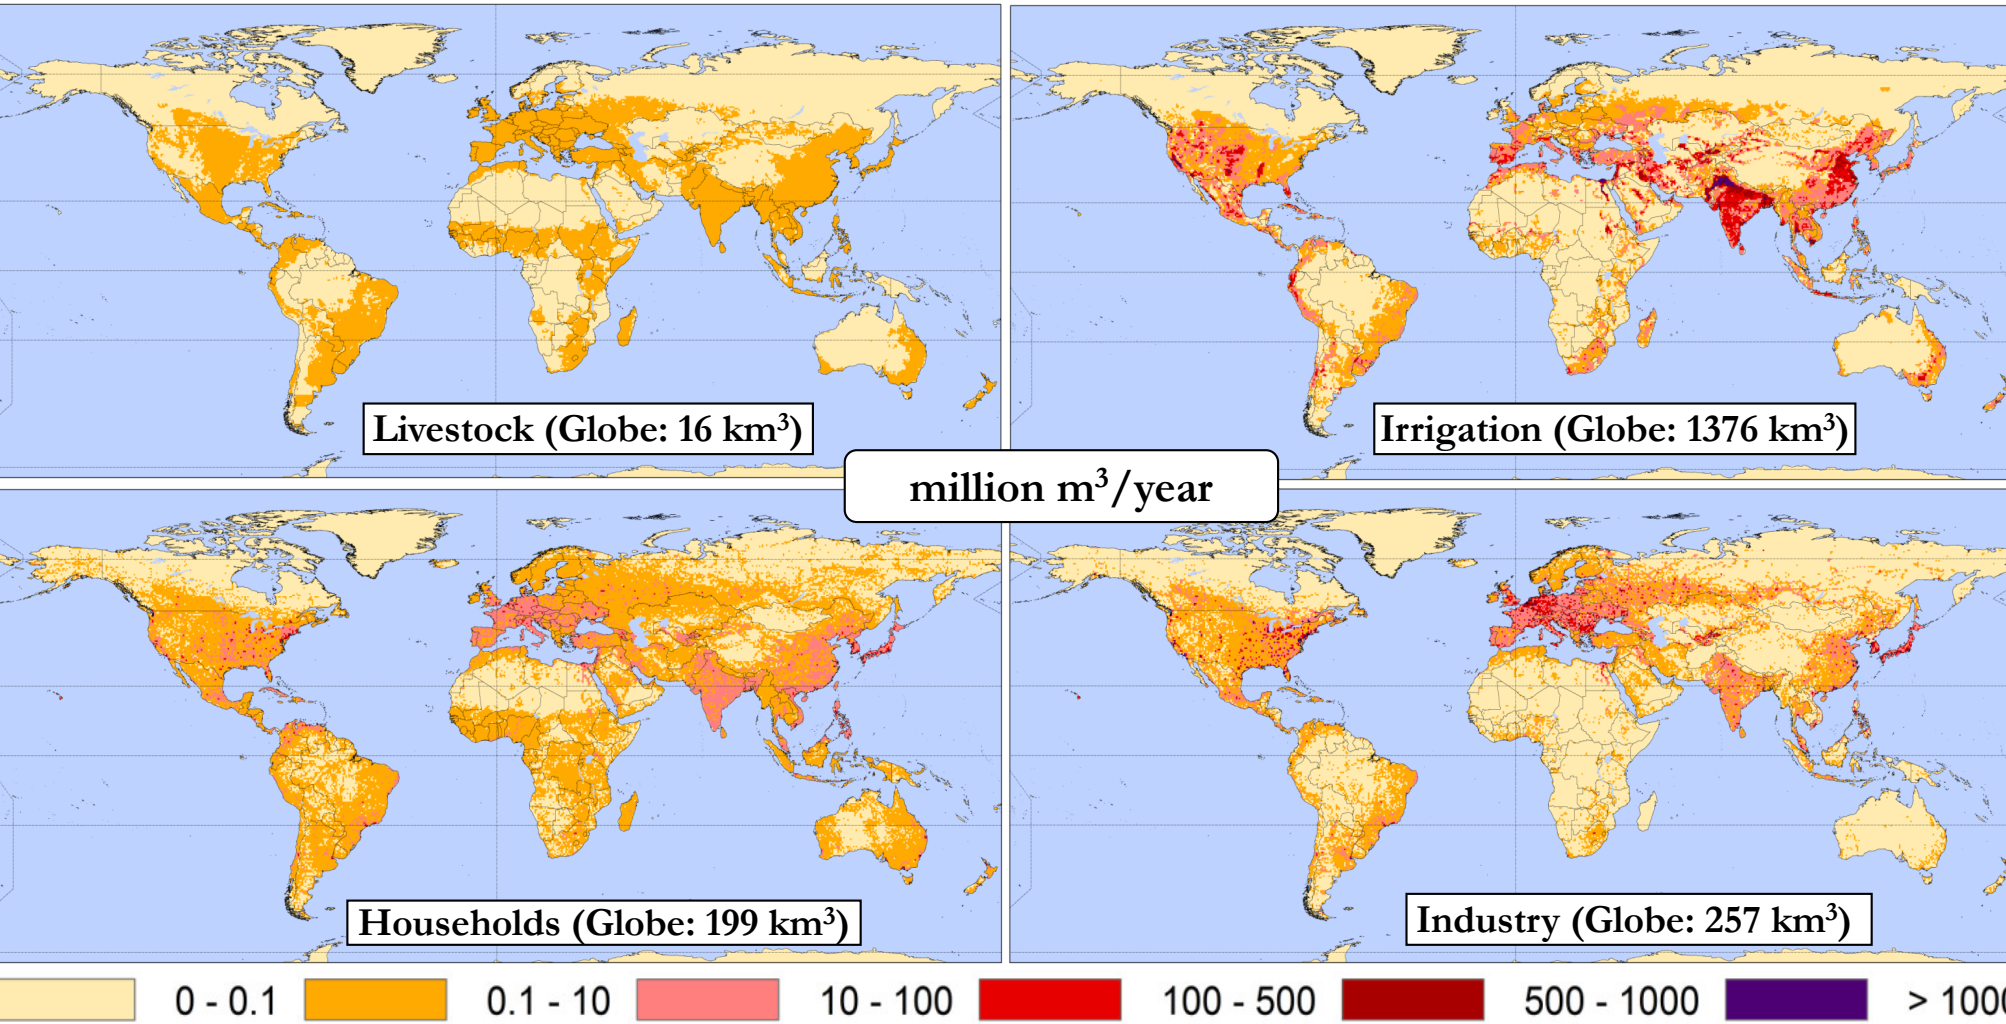 Livestock (Globe: 16 km³)
Irrigation (Globe: 1376 km³)
million m³/year
Households (Globe: 199 km³)
Industry (Globe: 257 km³)
0 - 0.1 0.1 - 10 10 - 100 100 - 500 500 - 1000 > 1000